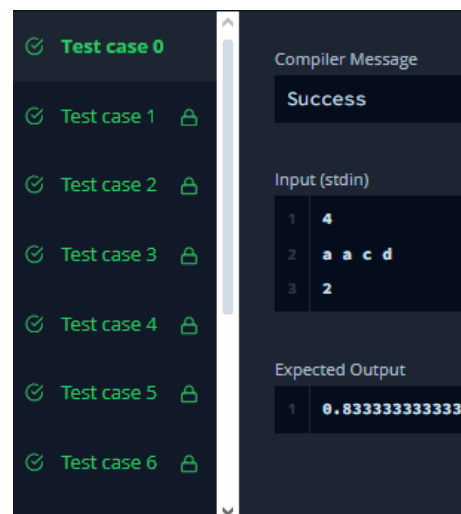 Test case 0
Test case 1
Test case 2
Test case 3
Test case 4
Test case 5
Test case 6
Compiler Message
Success
Input (stdin)
1 4
2 a a c d
3 2
Expected Output
1 0.833333333333